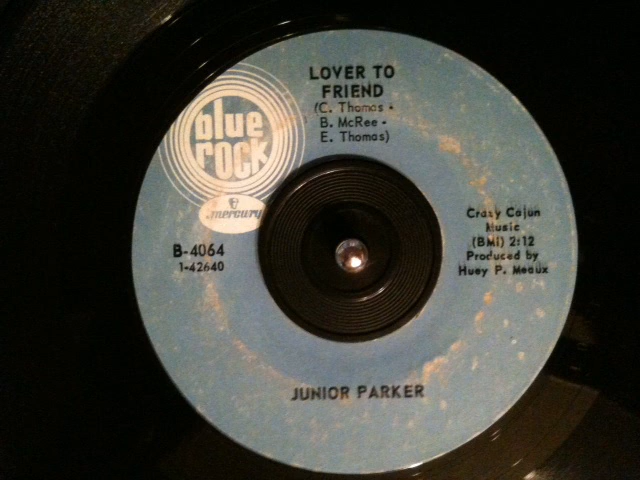 LOVER TO
FRIEND
(C. Thomas -
B. McRee -
E. Thomas)
blue
rock
mercury
B-4064
1-42640
Crazy Cajun
Music
(BMI) 2:12
Produced by
Huey P. Meaux
JUNIOR PARKER